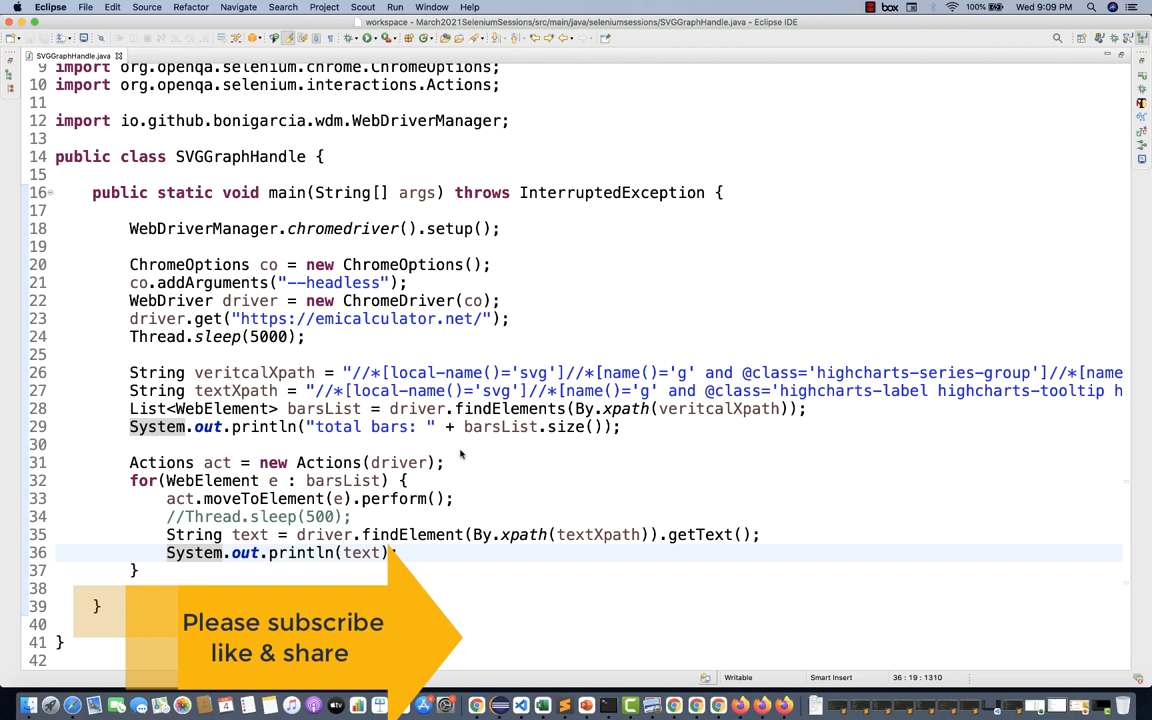 Eclipse File Edit Source Refactor Navigate Search Project Scout Run Window Help box 100% Wed 9:09 PM
workspace - March2021SeleniumSessions/src/main/java/seleniumsessions/SVGGraphHandle.java - Eclipse IDE
SVGGraphHandle.java
9 import org.openqa.selenium.chrome.ChromeOptions;
10 import org.openqa.selenium.interactions.Actions;
11
12 import io.github.bonigarcia.wdm.WebDriverManager;
13
14 public class SVGGraphHandle {
15
16 public static void main(String[] args) throws InterruptedException {
17
18 WebDriverManager.chromedriver().setup();
19
20 ChromeOptions co = new ChromeOptions();
21 co.addArguments("--headless");
22 WebDriver driver = new ChromeDriver(co);
23 driver.get("https://emicalculator.net/");
24 Thread.sleep(5000);
25
26 String veritcalXpath = "//*[local-name()='svg']//*[name()='g' and @class='highcharts-series-group']//*[name
27 String textXpath = "//*[local-name()='svg']//*[name()='g' and @class='highcharts-label highcharts-tooltip h
28 List<WebElement> barsList = driver.findElements(By.xpath(veritcalXpath));
29 System.out.println("total bars: " + barsList.size());
30
31 Actions act = new Actions(driver);
32 for(WebElement e : barsList) {
33 act.moveToElement(e).perform();
34 //Thread.sleep(500);
35 String text = driver.findElement(By.xpath(textXpath)).getText();
36 System.out.println(text);
37 }
38
39 }
40
41 }
42
Please subscribe
like & share
Writable Smart Insert 36 : 19 : 1310